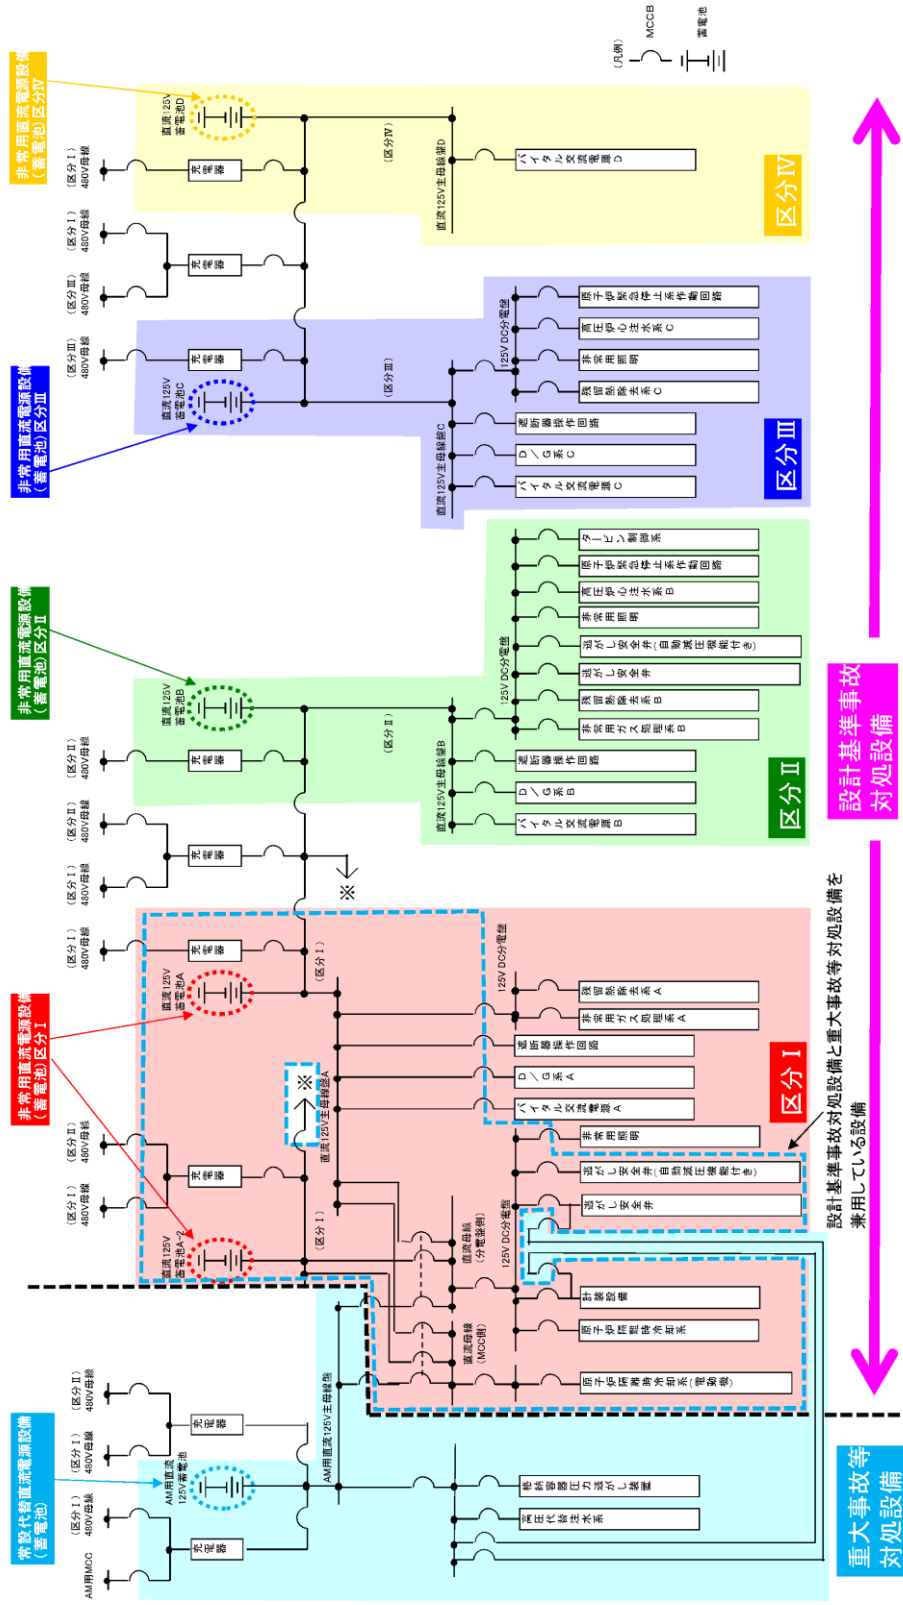 常設代替直流電源設備
(蓄電池)
非常用直流電源設備
(蓄電池)区分Ⅰ
非常用直流電源設備
(蓄電池)区分Ⅱ
非常用直流電源設備
(蓄電池)区分Ⅲ
非常用直流電源設備
(蓄電池)区分Ⅳ
AM用MCC
(区分Ⅰ)
480V母線
(区分Ⅰ)
480V母線
(区分Ⅱ)
480V母線
(区分Ⅰ)
480V母線
(区分Ⅱ)
480V母線
(区分Ⅰ)
480V母線
(区分Ⅰ)
480V母線
(区分Ⅱ)
480V母線
(区分Ⅱ)
480V母線
(区分Ⅲ)
480V母線
(区分Ⅲ)
480V母線
(区分Ⅰ)
480V母線
(区分Ⅰ)
480V母線
充電器
充電器
充電器
充電器
充電器
充電器
充電器
充電器
充電器
AM用直流
125V蓄電池
直流125V
蓄電池A-2
直流125V
蓄電池A
直流125V
蓄電池B
直流125V
蓄電池C
直流125V
蓄電池D
(凡例)
MCCB
蓄電池
※
※
AM用直流125V主母線盤
(区分Ⅰ)
直流125V主母線盤A
(区分Ⅰ)
(区分Ⅱ)
(区分Ⅲ)
(区分Ⅳ)
直流母線
(MCC側)
直流母線
(分電盤側)
直流125V主母線盤B
直流125V主母線盤C
直流125V主母線盤D
125V DC分電盤
125V DC分電盤
125V DC分電盤
125V DC分電盤
高圧代替注水系
格納容器圧力逃がし装置
原子炉隔離時冷却系(電動機)
原子炉隔離時冷却系
計装設備
逃がし安全弁
逃がし安全弁(自動減圧機能付き)
非常用照明
バイタル交流電源A
D/G系A
遮断器操作回路
非常用ガス処理系A
残留熱除去系A
バイタル交流電源B
D/G系B
遮断器操作回路
非常用ガス処理系B
残留熱除去系B
逃がし安全弁
逃がし安全弁(自動減圧機能付き)
非常用照明
高圧炉心注水系B
原子炉緊急停止系作動回路
タービン制御系
バイタル交流電源C
D/G系C
遮断器操作回路
残留熱除去系C
非常用照明
高圧炉心注水系C
原子炉緊急停止系作動回路
バイタル交流電源D
区分Ⅰ
区分Ⅱ
区分Ⅲ
区分Ⅳ
設計基準事故対処設備と重大事故等対処設備を
兼用している設備
重大事故等
対処設備
設計基準事故
対処設備